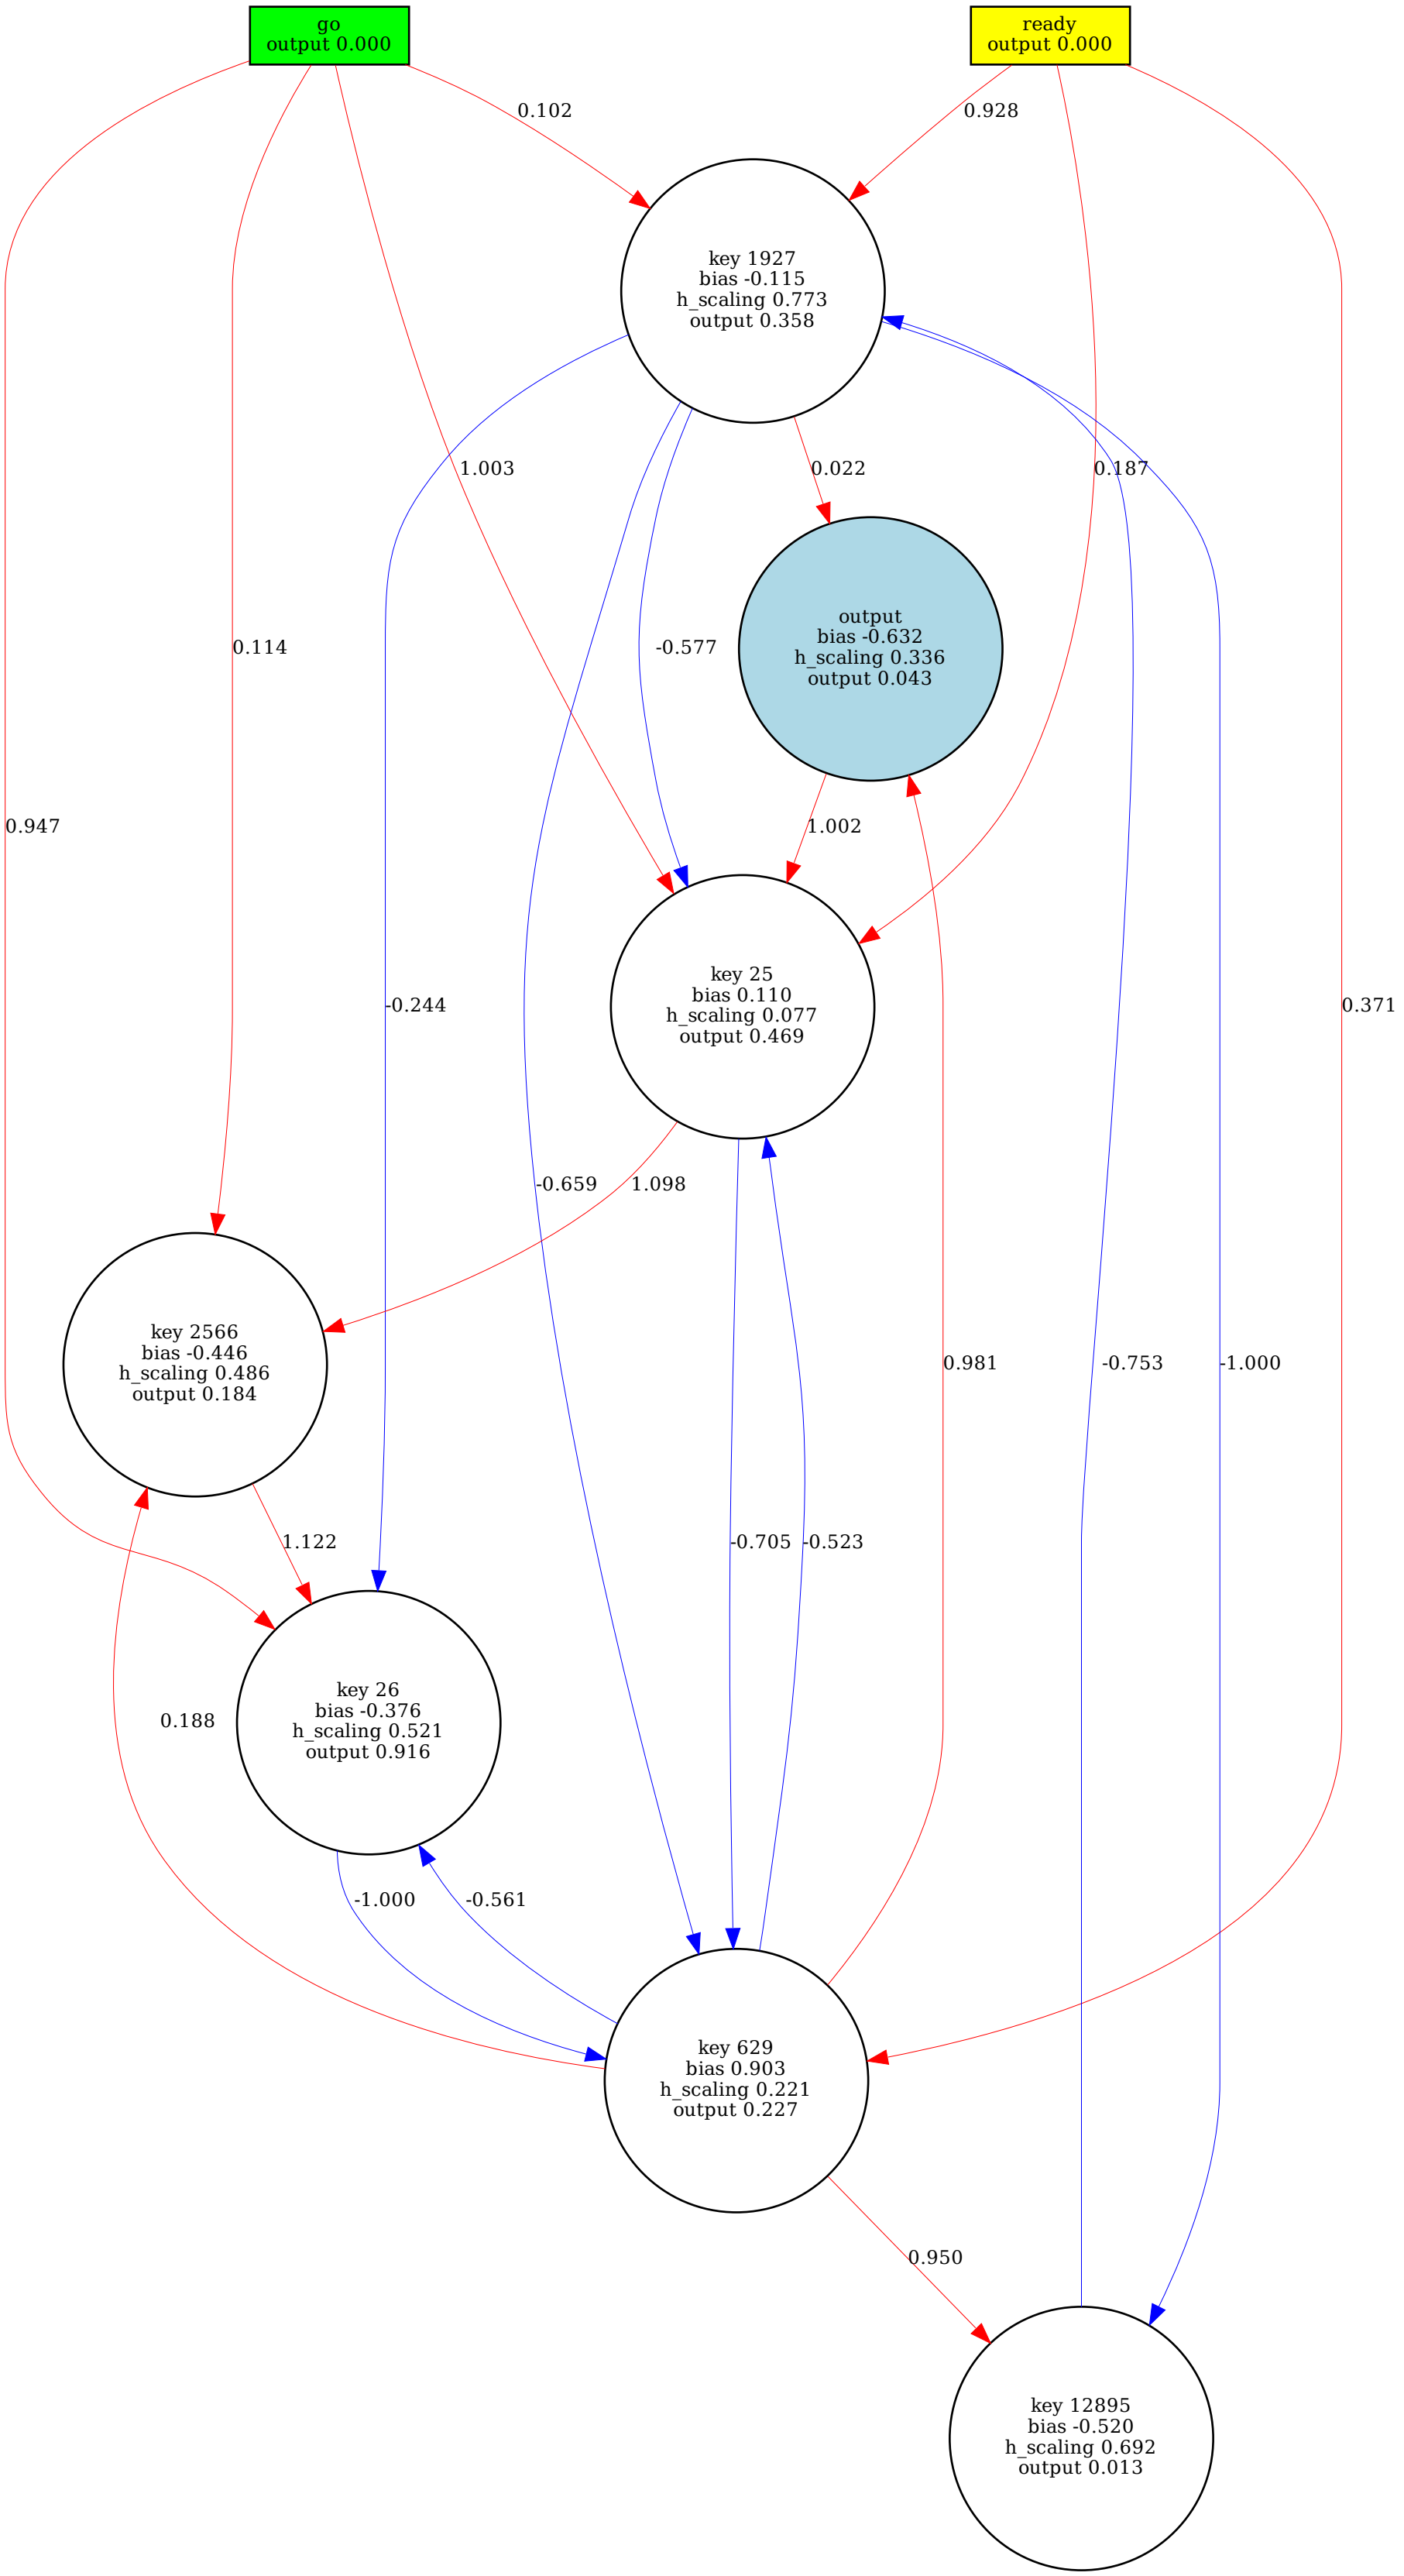 go
output 0.000
ready
output 0.000
0.102
0.928
key 1927
bias -0.115
h_scaling 0.773
output 0.358
1.003
0.022
0.187
0.114
-0.577
output
bias -0.632
h_scaling 0.336
output 0.043
0.947
1.002
-0.244
key 25
bias 0.110
h_scaling 0.077
output 0.469
0.371
-0.659
1.098
key 2566
bias -0.446
h_scaling 0.486
output 0.184
0.981
-0.753
-1.000
1.122
-0.705
-0.523
key 26
bias -0.376
h_scaling 0.521
output 0.916
0.188
-1.000
-0.561
key 629
bias 0.903
h_scaling 0.221
output 0.227
0.950
key 12895
bias -0.520
h_scaling 0.692
output 0.013